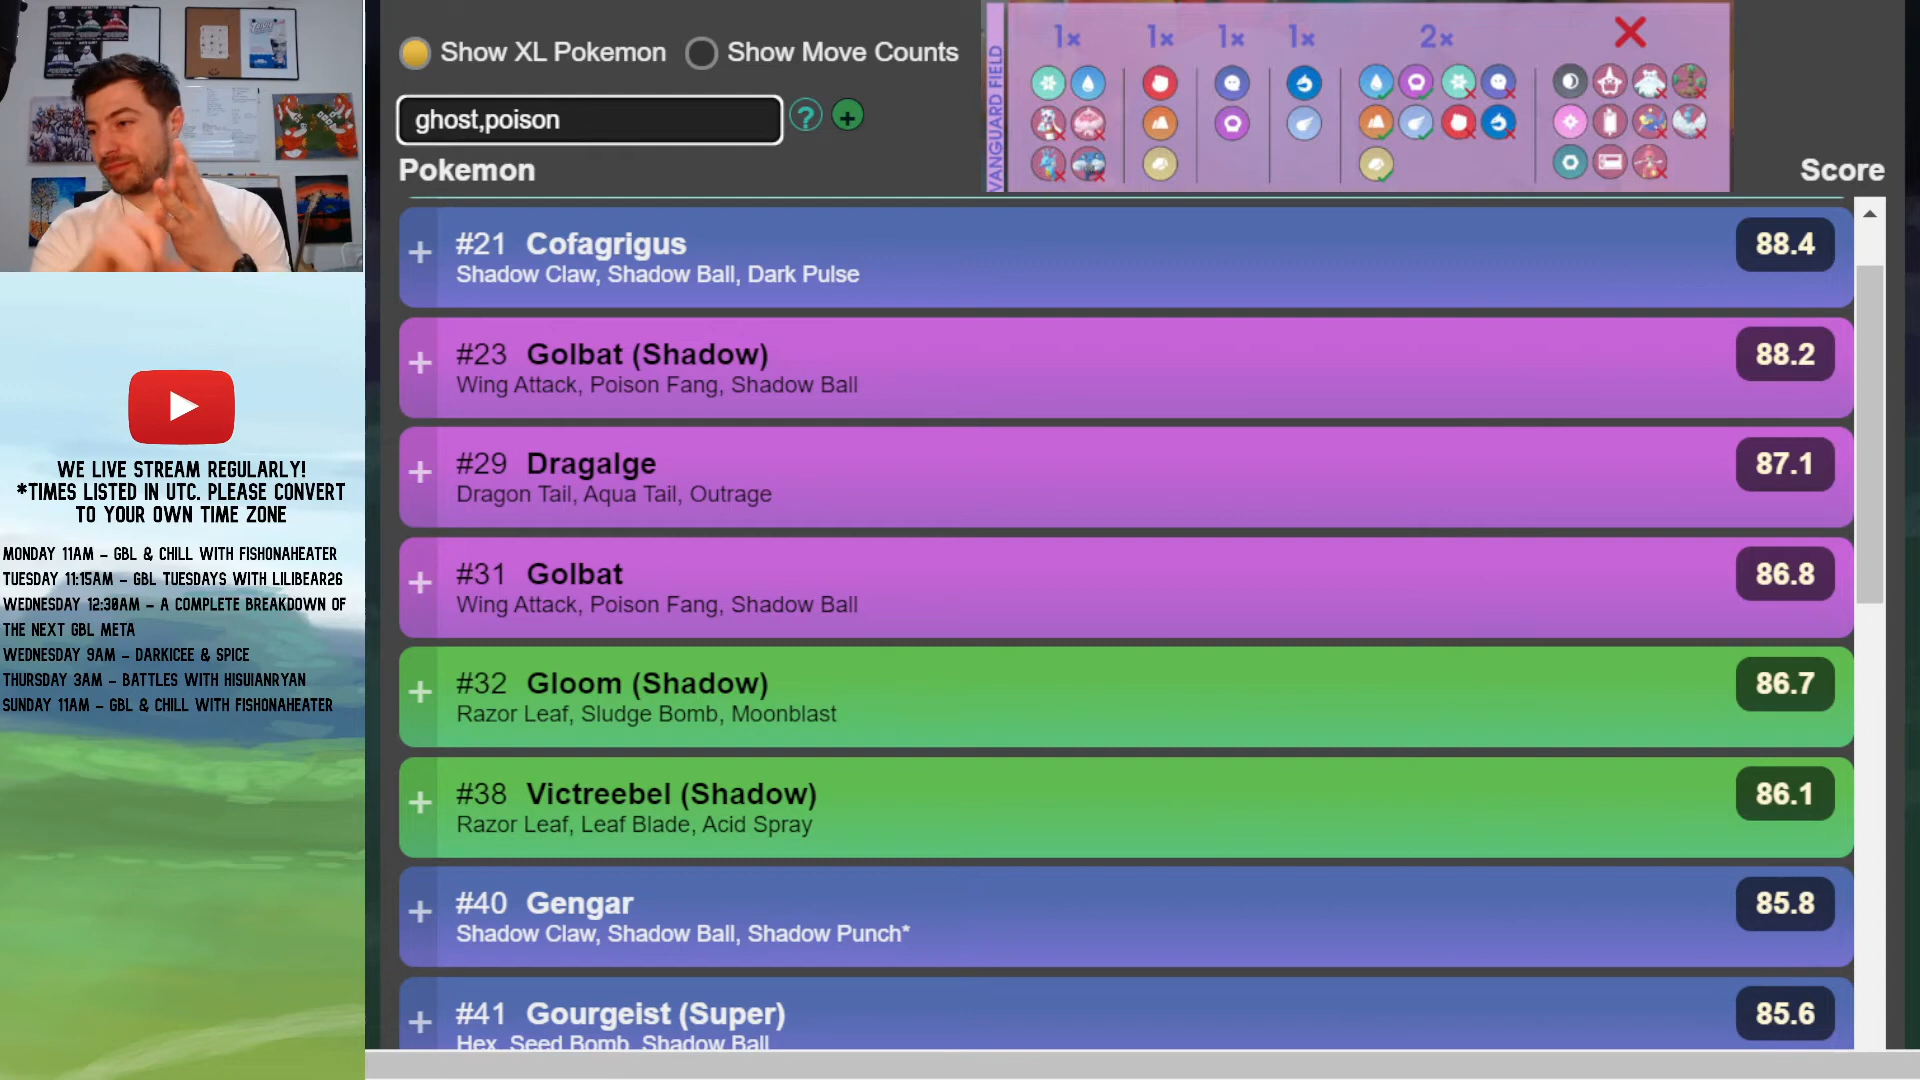 Show XL Pokemon
Show Move Counts
ghost,poison
?
+
Pokemon
Score
VANGUARD FIELD
1x
1x
1x
1x
2x
#21 Cofagrigus
Shadow Claw, Shadow Ball, Dark Pulse
88.4
#23 Golbat (Shadow)
Wing Attack, Poison Fang, Shadow Ball
88.2
#29 Dragalge
Dragon Tail, Aqua Tail, Outrage
87.1
#31 Golbat
Wing Attack, Poison Fang, Shadow Ball
86.8
#32 Gloom (Shadow)
Razor Leaf, Sludge Bomb, Moonblast
86.7
#38 Victreebel (Shadow)
Razor Leaf, Leaf Blade, Acid Spray
86.1
#40 Gengar
Shadow Claw, Shadow Ball, Shadow Punch*
85.8
#41 Gourgeist (Super)
Hex, Seed Bomb, Shadow Ball
85.6
WE LIVE STREAM REGULARLY!
*TIMES LISTED IN UTC. PLEASE CONVERT
TO YOUR OWN TIME ZONE
MONDAY 11AM – GBL & CHILL WITH FISHONAHEATER
TUESDAY 11:15AM – GBL TUESDAYS WITH LILIBEAR26
WEDNESDAY 12:30AM – A COMPLETE BREAKDOWN OF
THE NEXT GBL META
WEDNESDAY 9AM – DARKICEE & SPICE
THURSDAY 3AM – BATTLES WITH HISUIANRYAN
SUNDAY 11AM – GBL & CHILL WITH FISHONAHEATER